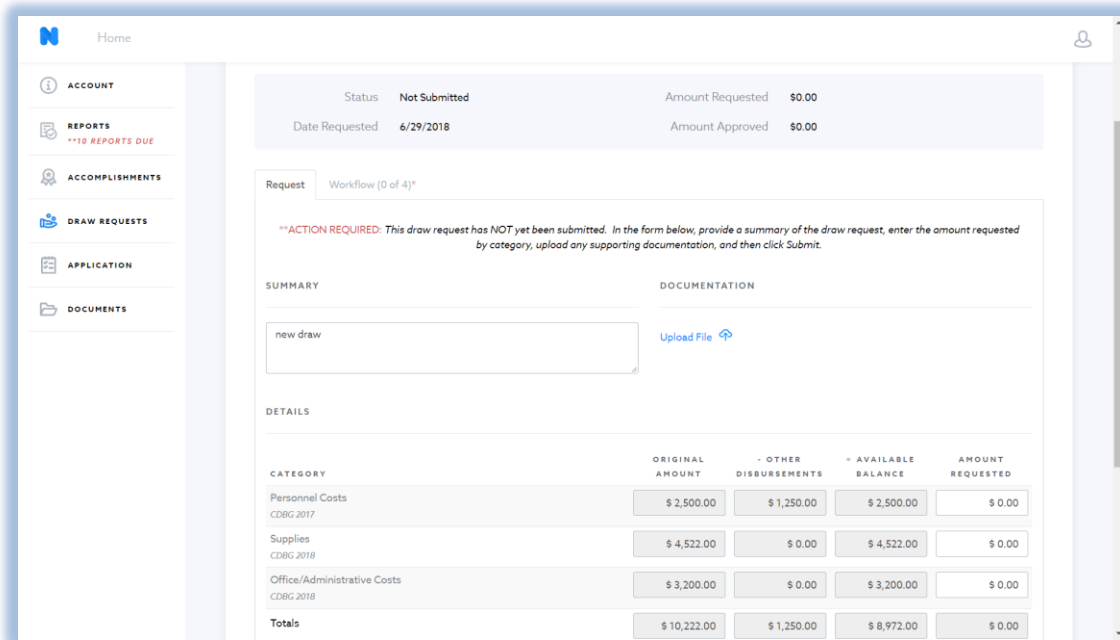 N Home
ACCOUNT
REPORTS
**10 REPORTS DUE
ACCOMPLISHMENTS
DRAW REQUESTS
APPLICATION
DOCUMENTS
Status Not Submitted Amount Requested $0.00
Date Requested 6/29/2018 Amount Approved $0.00
Request Workflow (0 of 4)*
**ACTION REQUIRED: This draw request has NOT yet been submitted. In the form below, provide a summary of the draw request, enter the amount requested
by category, upload any supporting documentation, and then click Submit.
SUMMARY DOCUMENTATION
new draw
Upload File
DETAILS
ORIGINAL - OTHER = AVAILABLE AMOUNT
CATEGORY AMOUNT DISBURSEMENTS BALANCE REQUESTED
Personnel Costs
CDBG 2017
$ 2,500.00 $ 1,250.00 $ 2,500.00 $ 0.00
Supplies
CDBG 2018
$ 4,522.00 $ 0.00 $ 4,522.00 $ 0.00
Office/Administrative Costs
CDBG 2018
$ 3,200.00 $ 0.00 $ 3,200.00 $ 0.00
Totals $ 10,222.00 $ 1,250.00 $ 8,972.00 $ 0.00